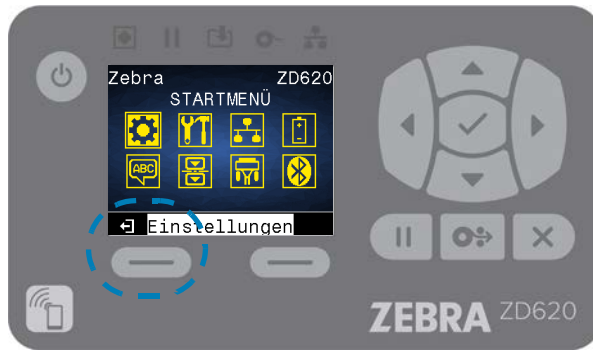 Zebra ZD620
STARTMENÜ
ABC
Einstellungen
ZEBRA ZD620